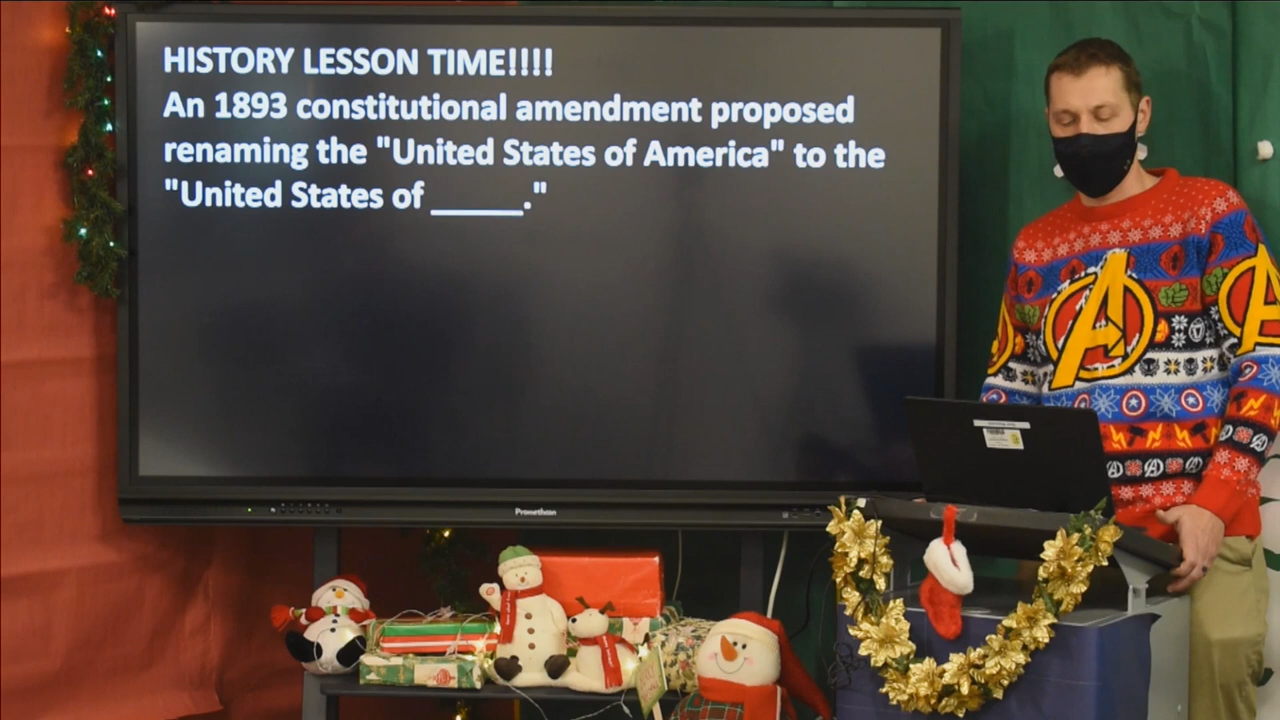 HISTORY LESSON TIME!!!!
An 1893 constitutional amendment proposed
renaming the "United States of America" to the
"United States of _____."
Promethean